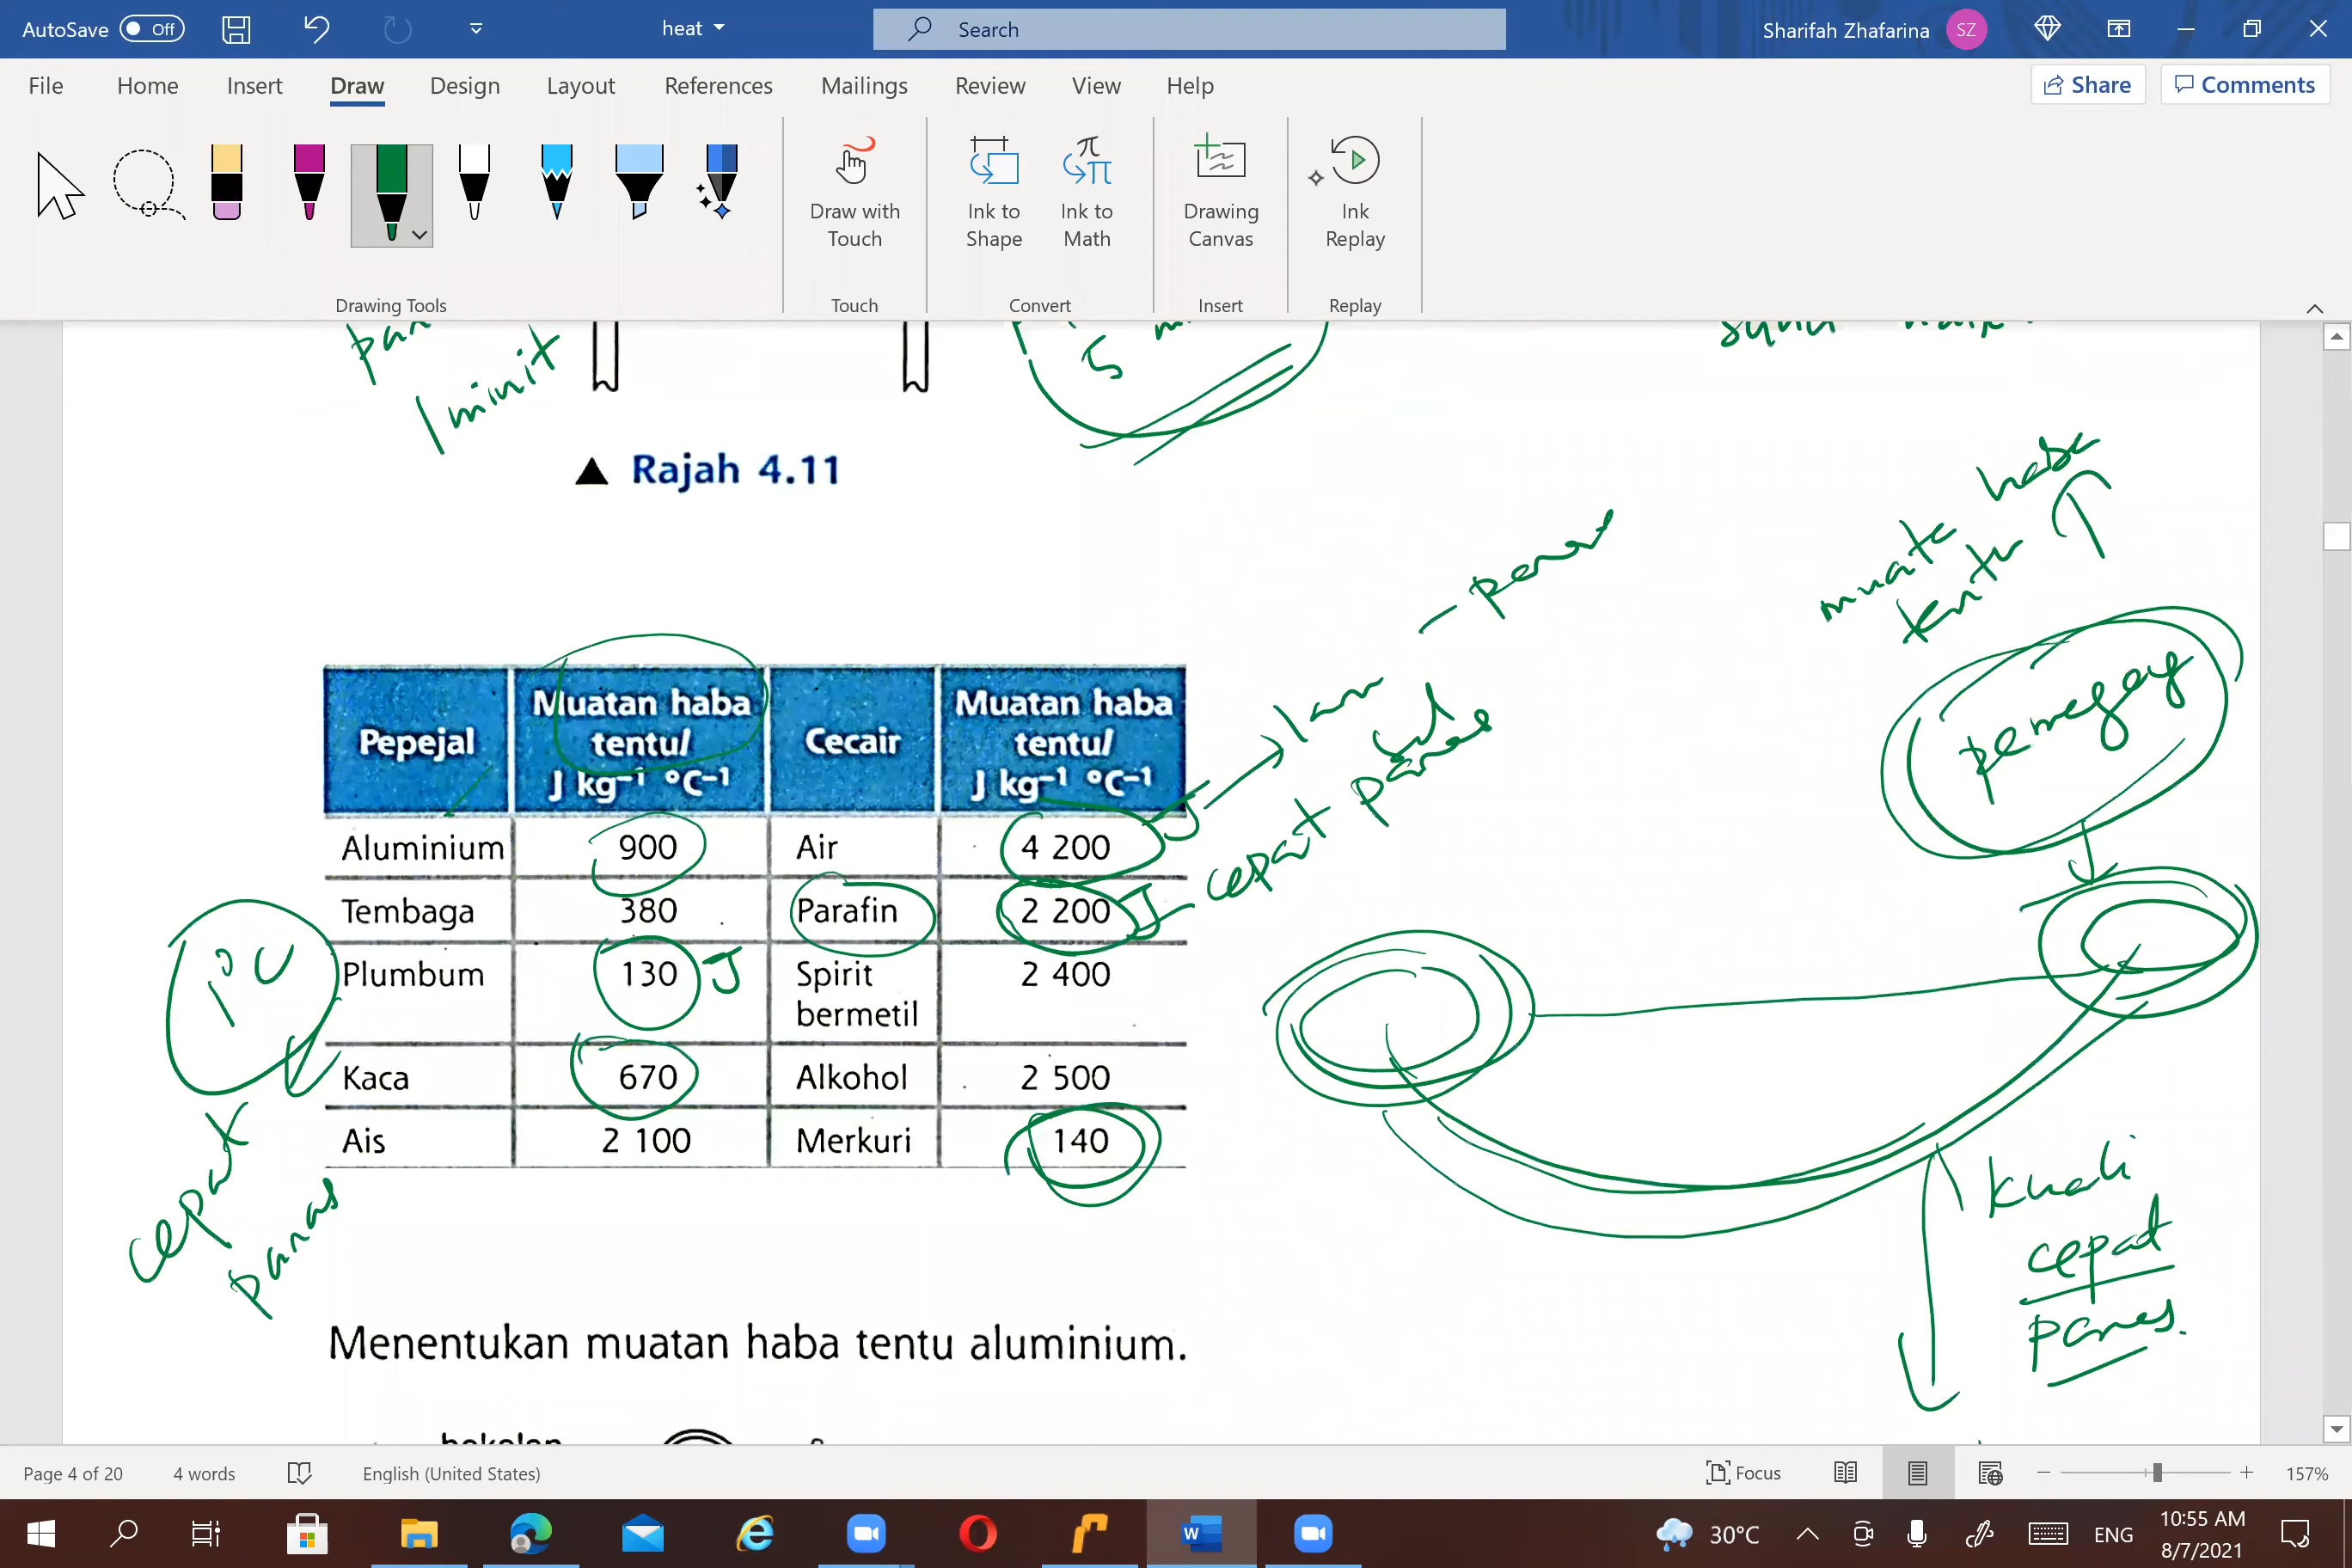 AutoSave Off
heat
Search
Sharifah Zhafarina
SZ
File Home Insert Draw Design Layout References Mailings Review View Help
Share
Comments
Draw with Touch
Ink to Shape
Ink to Math
Drawing Canvas
Ink Replay
Drawing Tools
Touch
Convert
Insert
Replay
1 minit
5
Rajah 4.11
haba
tentu
pemegang
Pepejal Muatan haba tentu/ J kg⁻¹ °C⁻¹ Cecair Muatan haba tentu/ J kg⁻¹ °C⁻¹
Aluminium 900 Air 4 200 J
Tembaga 380 Parafin 2 200 J
cepat panas
Plumbum 130 J Spirit bermetil 2 400
Kaca 670 Alkohol 2 500
Ais 2 100 Merkuri 140
1°C
cepat
panas
kuali
cepat
panas.
Menentukan muatan haba tentu aluminium.
Page 4 of 20
4 words
English (United States)
Focus
157%
W
30°C
ENG
10:55 AM
8/7/2021